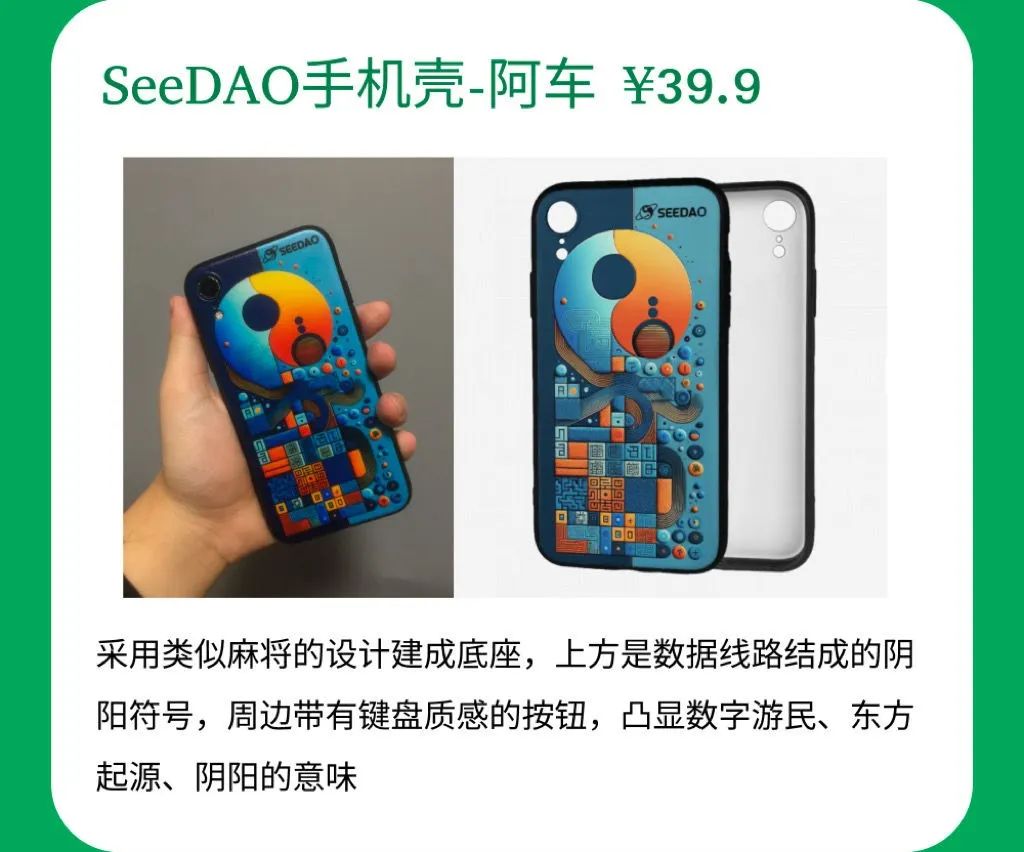 SeeDAO手机壳-阿车 ¥39.9
SEEDAO
SEEDAO
采用类似麻将的设计建成底座，上方是数据线路结成的阴
阳符号，周边带有键盘质感的按钮，凸显数字游民、东方
起源、阴阳的意味